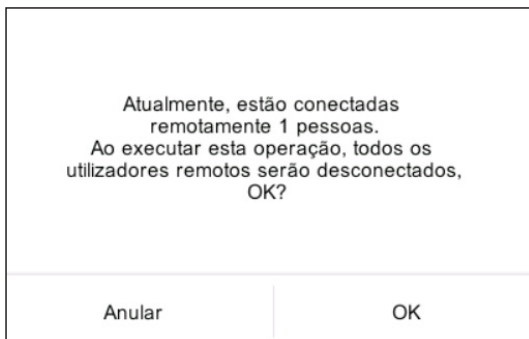 Atualmente, estão conectadas
remotamente 1 pessoas.
Ao executar esta operação, todos os
utilizadores remotos serão desconectados,
OK?
Anular
OK